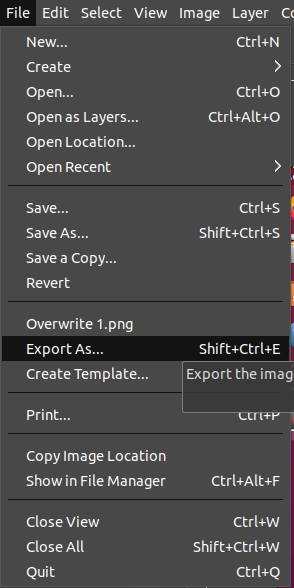 File Edit Select View Image Layer
New... Ctrl+N
Create
Open... Ctrl+O
Open as Layers... Ctrl+Alt+O
Open Location...
Open Recent
Save... Ctrl+S
Save As... Shift+Ctrl+S
Save a Copy...
Revert
Overwrite 1.png
Export As... Shift+Ctrl+E
Create Template... Export the imag
Print... Ctrl+P
Copy Image Location
Show in File Manager Ctrl+Alt+F
Close View Ctrl+W
Close All Shift+Ctrl+W
Quit Ctrl+Q